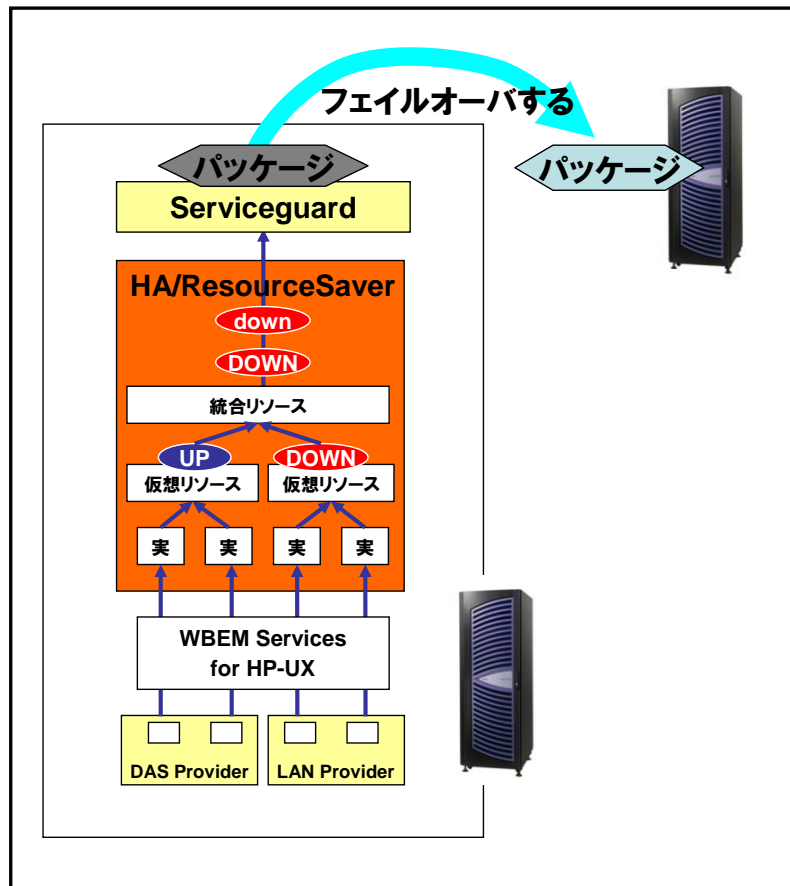 フェイルオーバする
パッケージ
パッケージ
Serviceguard
HA/ResourceSaver
down
DOWN
統合リソース
UP
DOWN
仮想リソース
仮想リソース
実
実
実
実
WBEM Services
for HP-UX
DAS Provider
LAN Provider